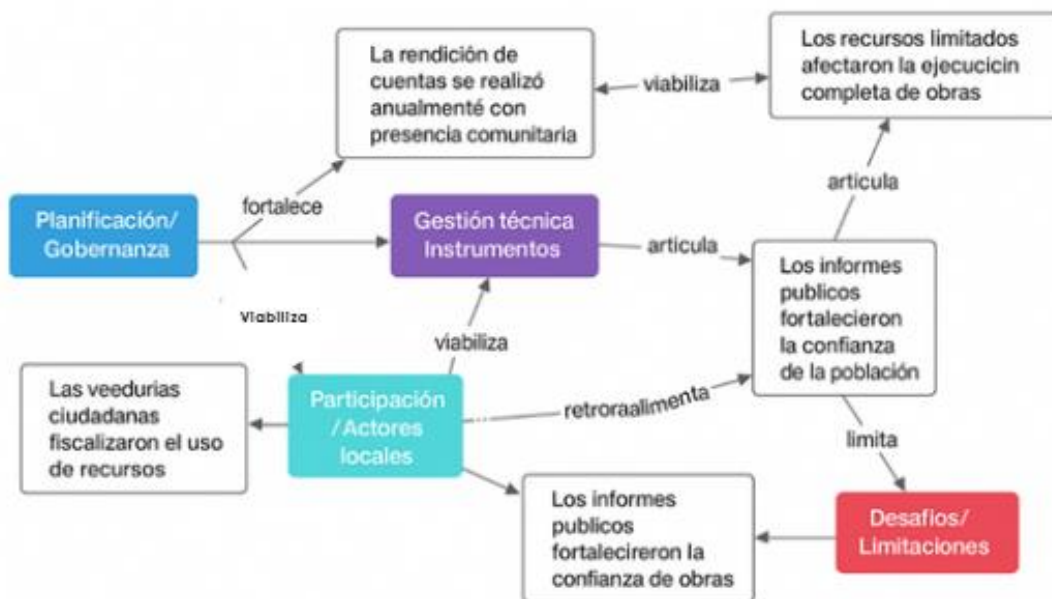 La rendición de
cuentas se realizó
anualmenté con
presencia comunitaria
viabiliza
Los recursos limitados
afectaron la ejecucicin
completa de obras
fortalece
articula
Planificación/
Gobernanza
Gestión técnica
Instrumentos
articula
Los informes
publicos
fortalecieron
la confianza
de la población
Viabiliza
viabiliza
Las veedurias
ciudadanas
fiscalizaron el uso
de recursos
Participación
/Actores
locales
retroraalimenta
limita
Los informes
publicos
fortalecireron la
confianza de obras
Desafios/
Limitaciones